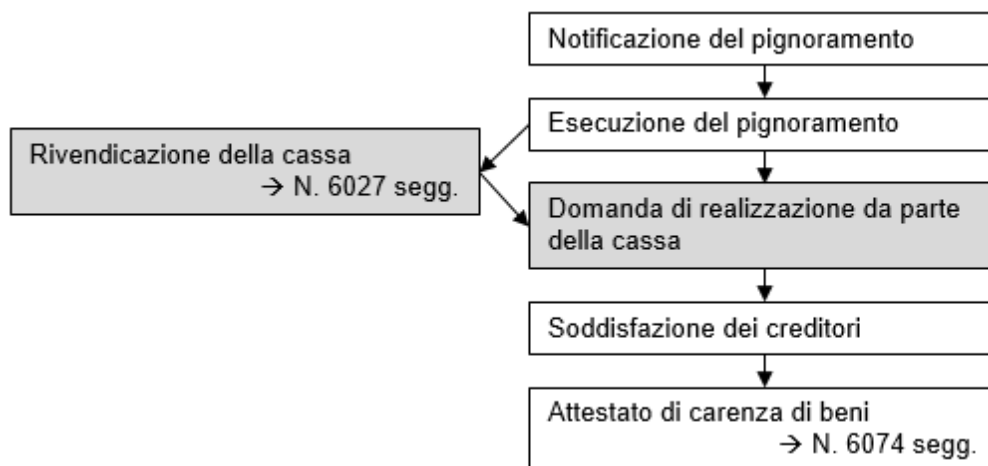 Notificazione del pignoramento
Esecuzione del pignoramento
Rivendicazione della cassa
→ N. 6027 segg.
Domanda di realizzazione da parte
della cassa
Soddisfazione dei creditori
Attestato di carenza di beni
→ N. 6074 segg.